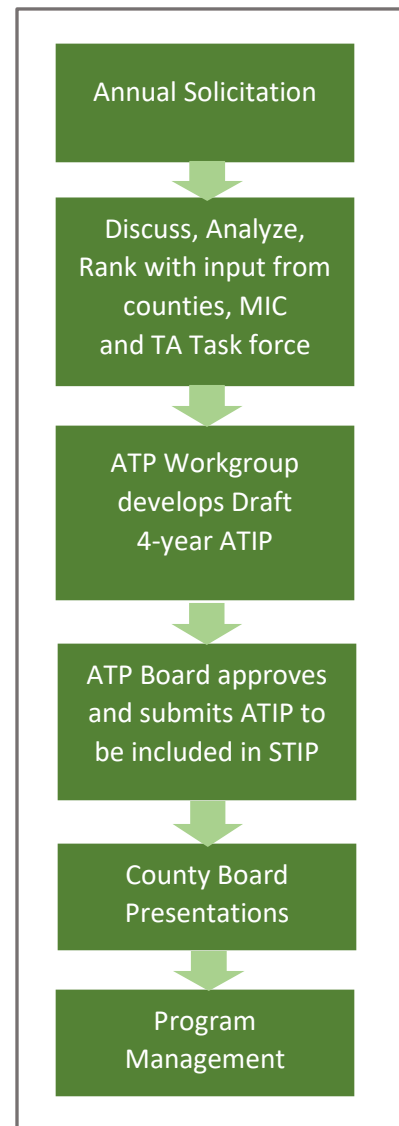 Annual Solicitation
Discuss, Analyze,
Rank with input from
counties, MIC
and TA Task force
ATP Workgroup
develops Draft
4-year ATIP
ATP Board approves
and submits ATIP to
be included in STIP
County Board
Presentations
Program
Management